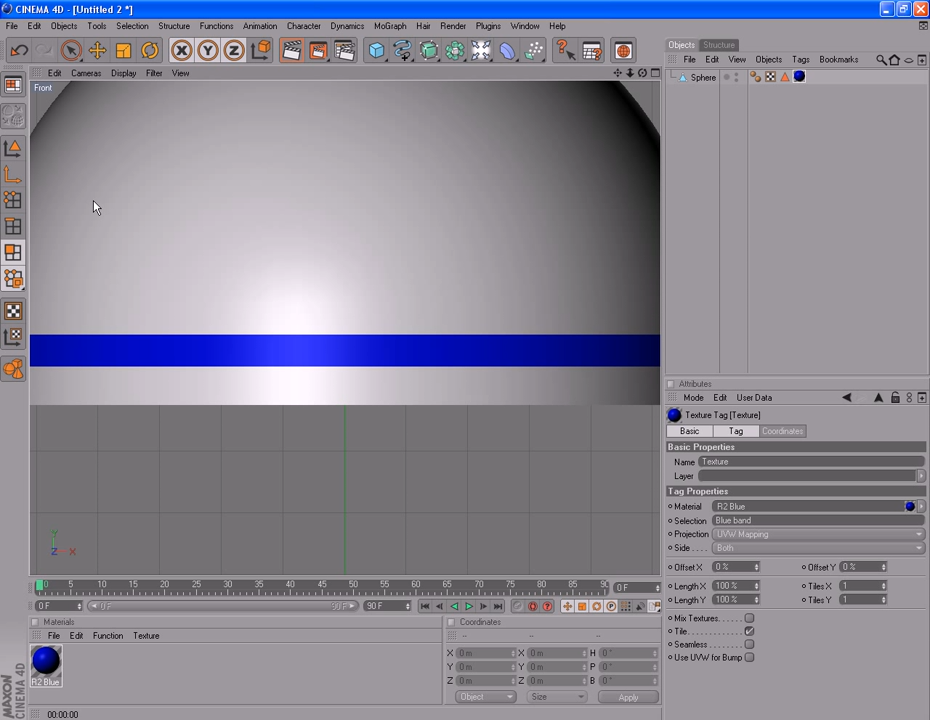 CINEMA 4D - [Untitled 2 *]
File Edit Objects Tools Selection Structure Functions Animation Character Dynamics MoGraph Hair Render Plugins Window Help
X Y Z
Objects Structure
File Edit View Objects Tags Bookmarks
Edit Cameras Display Filter View
Sphere
Front
Attributes
Mode Edit User Data
Texture Tag [Texture]
Basic Tag Coordinates
Basic Properties
Name Texture
Layer
Tag Properties
Material R2 Blue
Selection Blue band
Projection UVW Mapping
Side . . . . Both
Offset X 0 % Offset Y 0 %
Length X 100 % Tiles X 1
Length Y 100 % Tiles Y 1
Mix Textures. . . . . .
Tile. . . . . . . . . . . . .
Seamless . . . . . . . . .
Use UVW for Bump
Y
Z X
0 5 10 15 20 25 30 35 40 45 50 55 60 65 70 75 80 85 90
0 F
0 F 0 F 90 F 90 F
Materials
File Edit Function Texture
R2 Blue
Coordinates
-- -- --
X 0 m X 0 m H 0 °
Y 0 m Y 0 m P 0 °
Z 0 m Z 0 m B 0 °
Object Size Apply
MAXON
CINEMA 4D
00:00:00